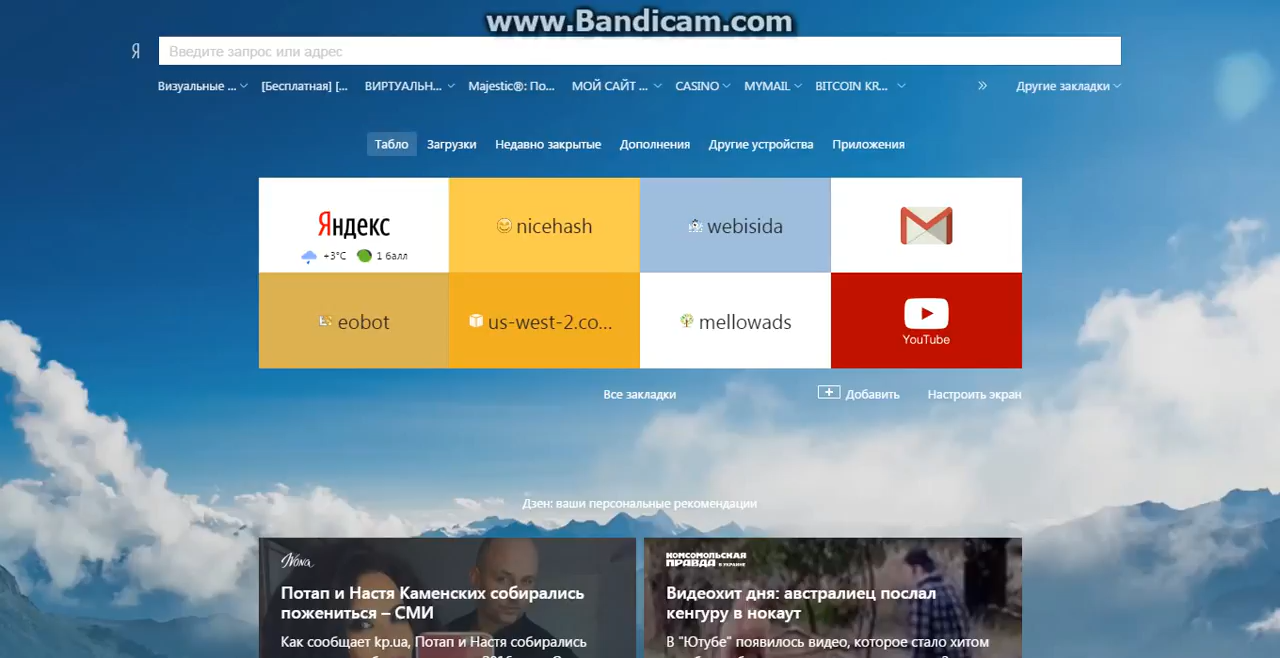 www.Bandicam.com
Я Введите запрос или адрес
Визуальные ... [Бесплатная] [... ВИРТУАЛЬН... Majestic®: По... МОЙ САЙТ ... CASINO MYMAIL BITCOIN KR... » Другие закладки
Табло Загрузки Недавно закрытые Дополнения Другие устройства Приложения
Яндекс
+3°C 1 балл
nicehash
webisida
eobot
us-west-2.co...
mellowads
YouTube
Все закладки Добавить Настроить экран
Дзен: ваши персональные рекомендации
Потап и Настя Каменских собирались
пожениться – СМИ
Как сообщает kp.ua, Потап и Настя собирались
КОМСОМОЛЬСКАЯ
ПРАВДА В УКРАИНЕ
Видеохит дня: австралиец послал
кенгуру в нокаут
В "Ютубе" появилось видео, которое стало хитом